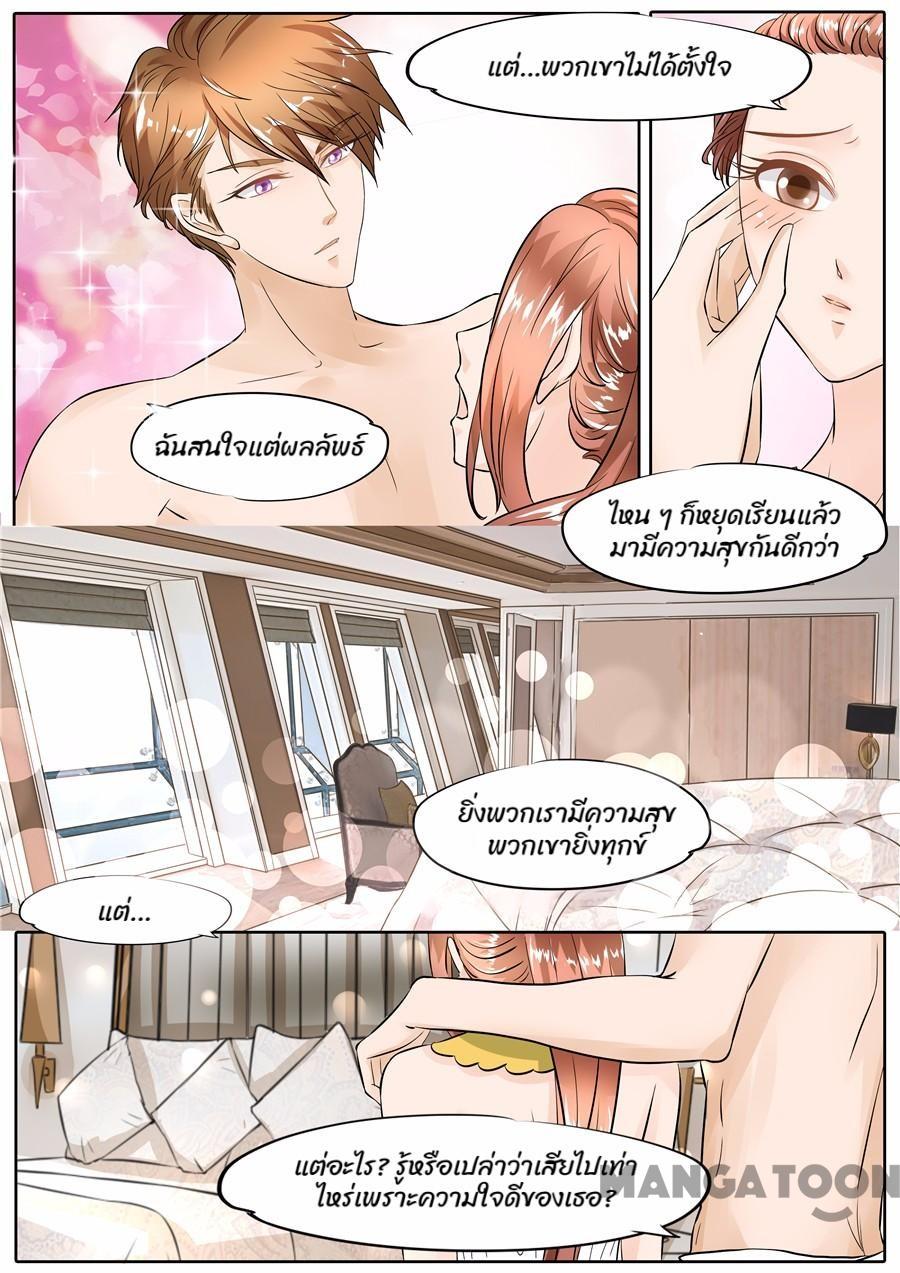 แต่...พวกเขาไม่ได้ตั้งใจ
ฉันสนใจแต่ผลลัพธ์
ไหน ๆ ก็หยุดเรียนแล้ว
มามีความสุขกันดีกว่า
ยิ่งพวกเรามีความสุข
พวกเขายิ่งทุกข์
แต่...
แต่อะไร? รู้หรือเปล่าว่าเสียไปเท่า
ไหร่เพราะความใจดีของเธอ?
MANGATOON